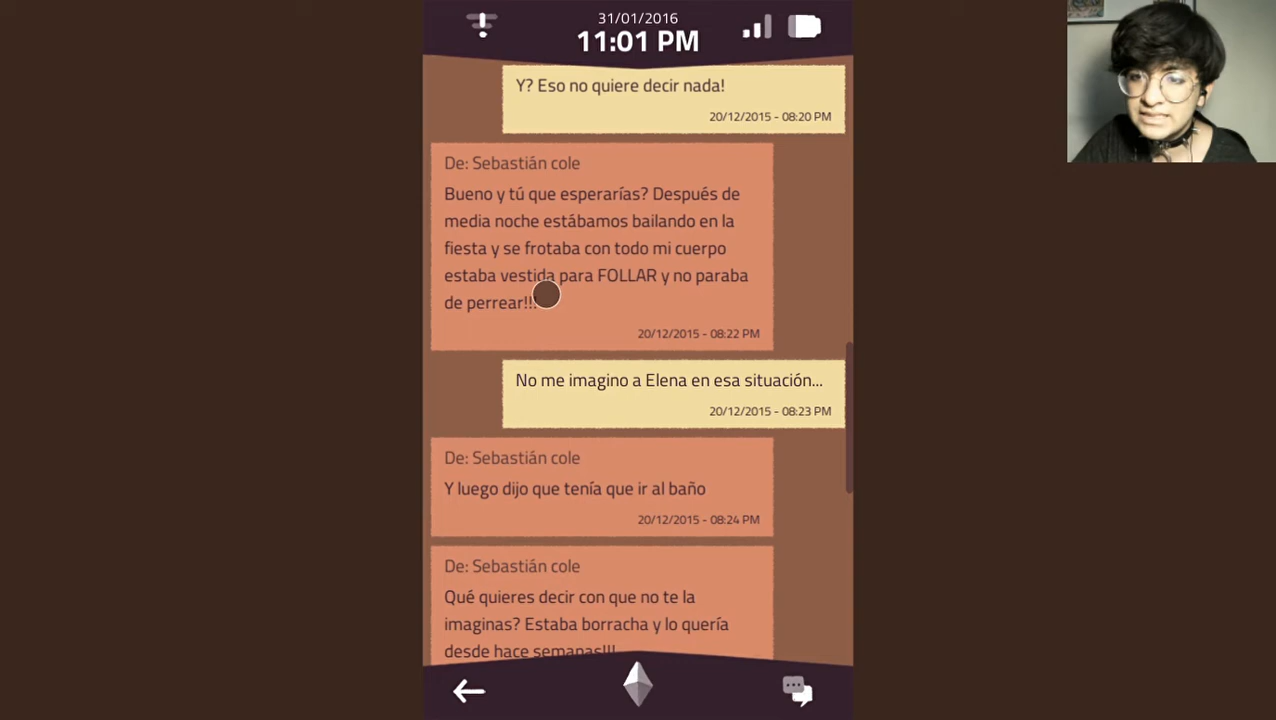 31/01/2016
11:01 PM
Y? Eso no quiere decir nada!
20/12/2015 - 08:20 PM
De: Sebastián cole
Bueno y tú que esperarías? Después de
media noche estábamos bailando en la
fiesta y se frotaba con todo mi cuerpo
estaba vestida para FOLLAR y no paraba
de perrear!!!
20/12/2015 - 08:22 PM
No me imagino a Elena en esa situación...
20/12/2015 - 08:23 PM
De: Sebastián cole
Y luego dijo que tenía que ir al baño
20/12/2015 - 08:24 PM
De: Sebastián cole
Qué quieres decir con que no te la
imaginas? Estaba borracha y lo quería
desde hace semanas!!!